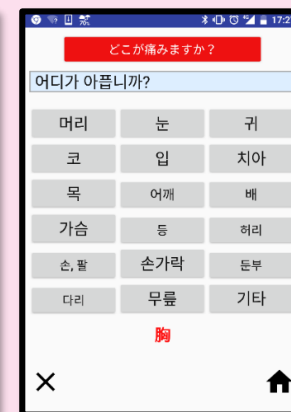 17:2
どこが痛みますか？
어디가 아픕니까?
머리 눈 귀
코 입 치아
목 어깨 배
가슴 등 허리
손, 팔 손가락 둔부
다리 무릎 기타
胸